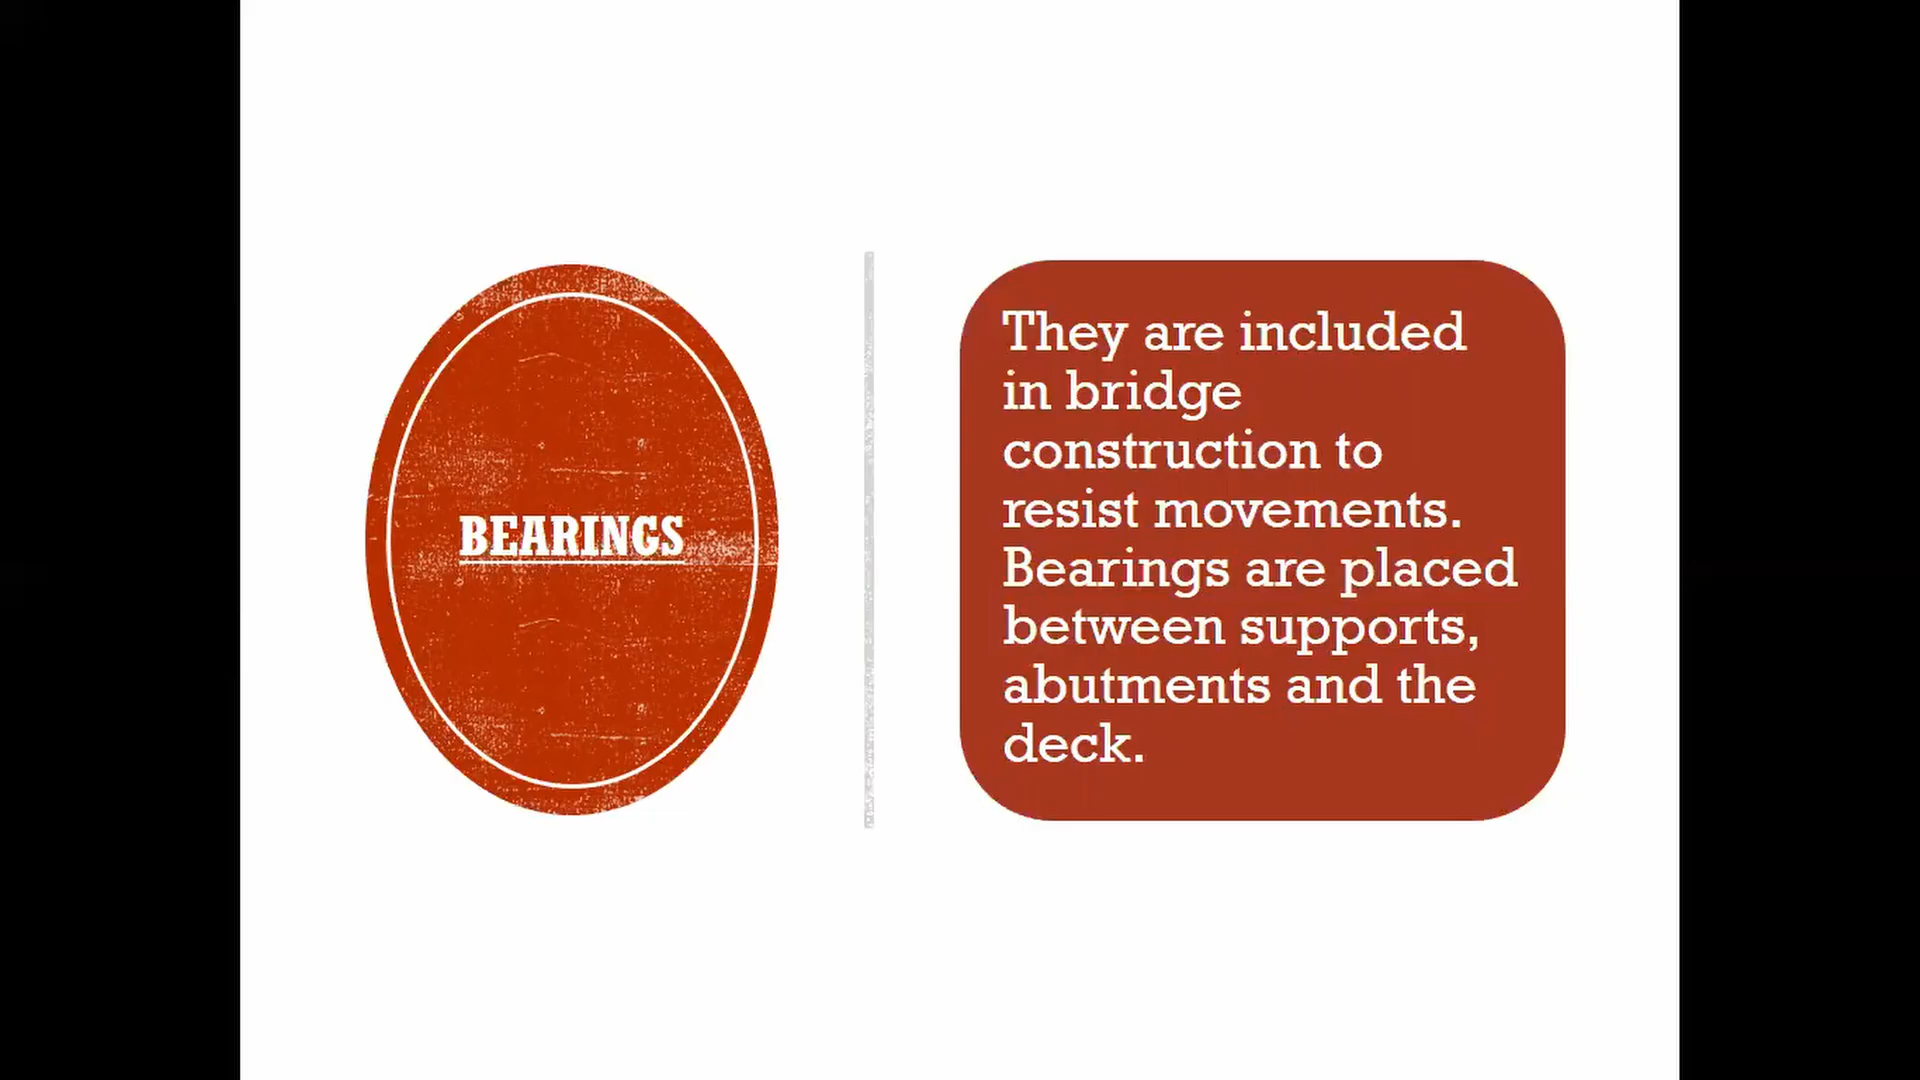 BEARINGS
They are included
in bridge
construction to
resist movements.
Bearings are placed
between supports,
abutments and the
deck.